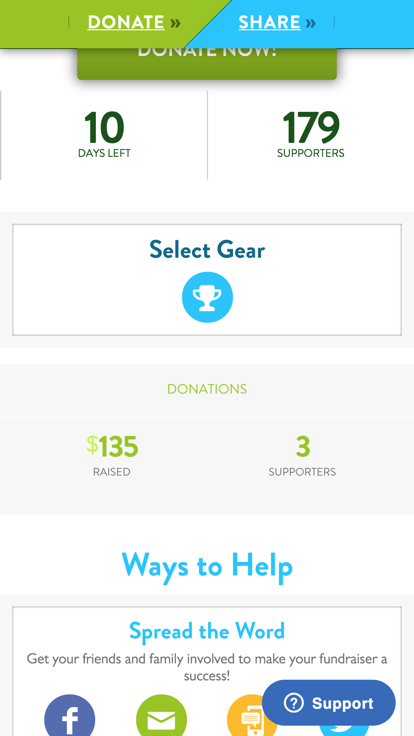 DONATE »
SHARE »
DONATE NOW!
10
DAYS LEFT
179
SUPPORTERS
Select Gear
DONATIONS
$135
RAISED
3
SUPPORTERS
Ways to Help
Spread the Word
Get your friends and family involved to make your fundraiser a
success!
Support